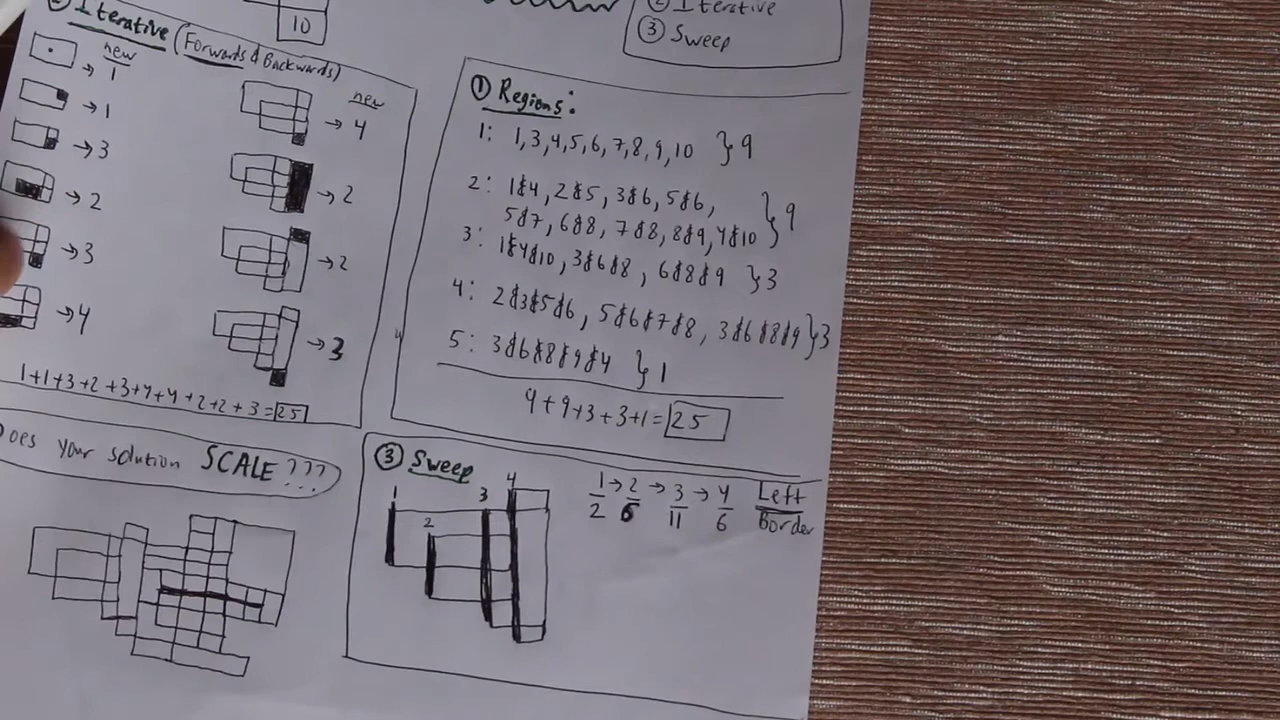 10
② Iterative
③ Sweep
② Iterative (Forwards & Backwards)
new
→ 1
→ 1
→ 3
→ 2
→ 3
→ 4
new
→ 4
→ 2
→ 2
→ 3
1+1+3+2+3+4+4+2+2+3=25
① Regions:
1: 1,3,4,5,6,7,8,9,10 } 9
2: 1&4, 2&5, 3&6, 5&6,
5&7, 6&8, 7&8, 8&9, 4&10 } 9
3: 1&4&10, 3&6&8, 6&8&9 } 3
4: 2&3&5&6, 5&6&7&8, 3&6&8&9 } 3
5: 3&6&8&9&4 } 1
9+9+3+3+1=25
Does your solution SCALE???
③ Sweep
1
2
3
4
1 → 2 → 3 → 4 Left
2 6 11 6 Border